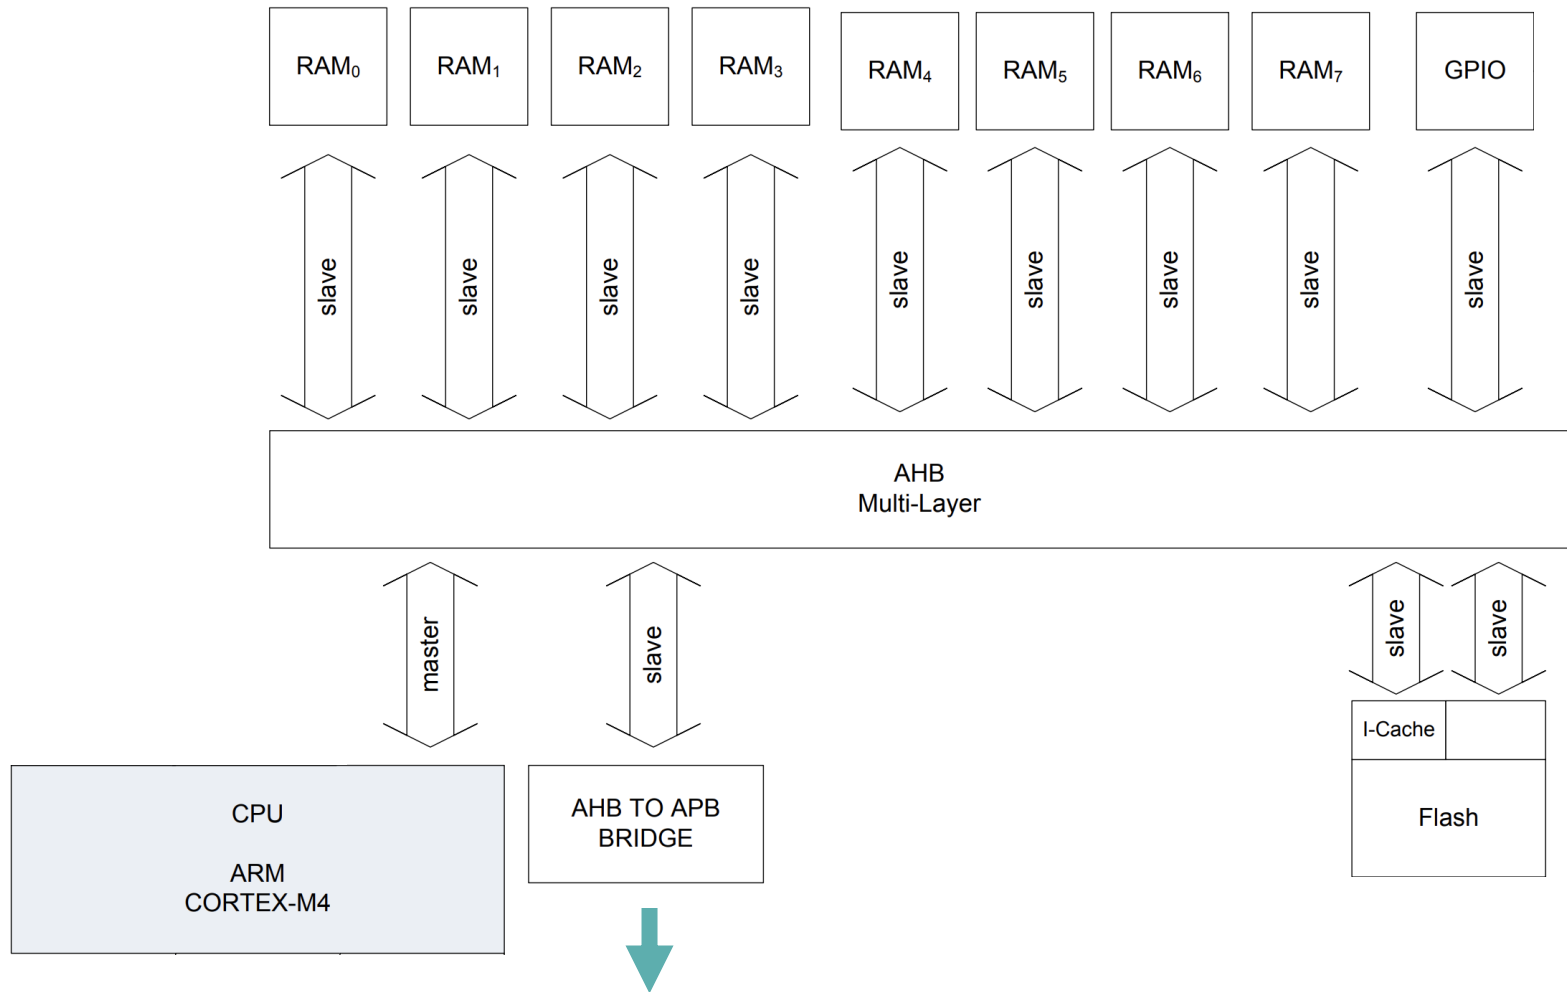 RAM₀
RAM₁
RAM₂
RAM₃
RAM₄
RAM₅
RAM₆
RAM₇
GPIO
slave
slave
slave
slave
slave
slave
slave
slave
slave
AHB
Multi-Layer
master
slave
slave
slave
CPU
ARM
CORTEX-M4
AHB TO APB
BRIDGE
I-Cache
Flash